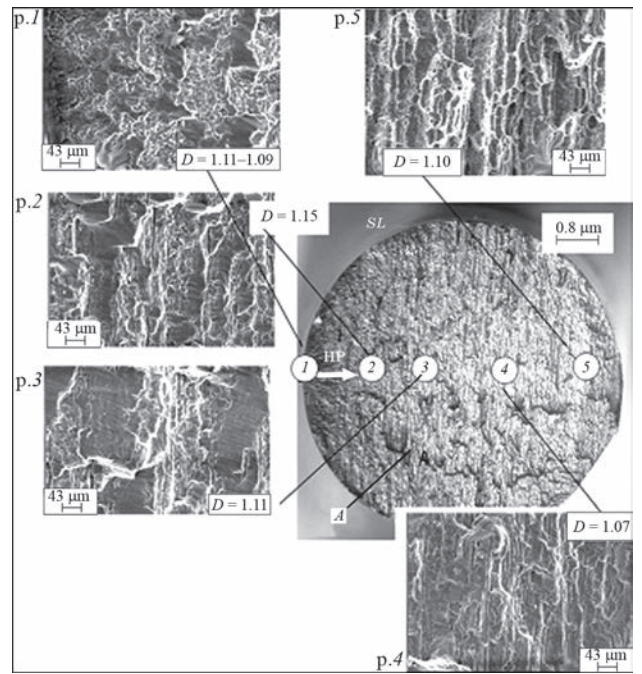 p.1
43 μm
D = 1.11–1.09
p.5
43 μm
D = 1.10
p.2
43 μm
D = 1.15
SL
0.8 μm
1
HP
2
3
4
5
p.3
43 μm
D = 1.11
A
A
D = 1.07
p.4
43 μm